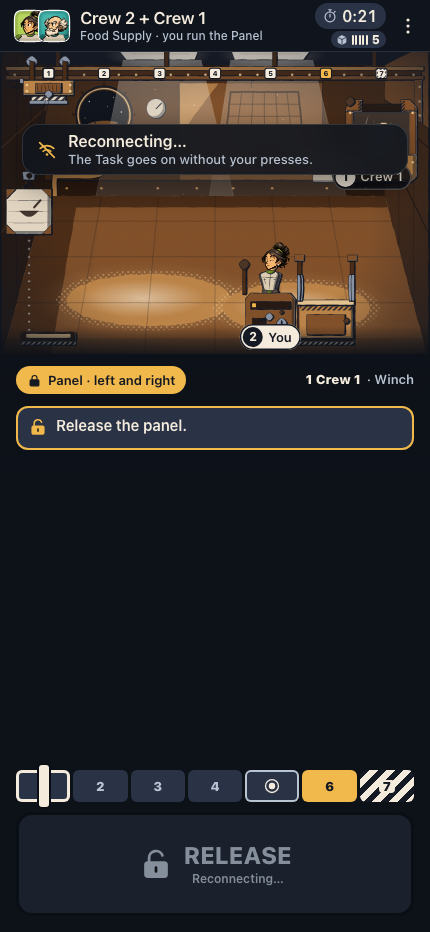 Crew 2 + Crew 1
Food Supply · you run the Panel
0:21
5
1 2 3 4 5 6 7
Reconnecting...
The Task goes on without your presses.
1 Crew 1
2 You
Panel · left and right
1 Crew 1 · Winch
Release the panel.
2 3 4 6 7
RELEASE
Reconnecting...